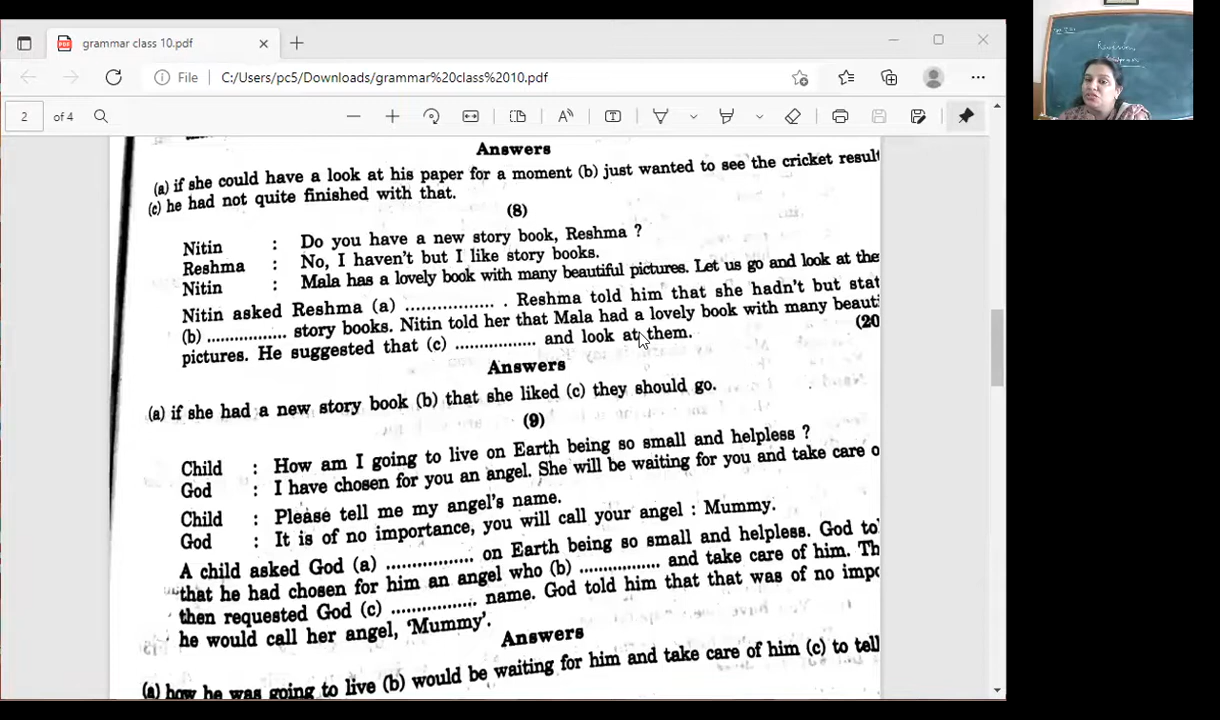 grammar class 10.pdf
File
C:/Users/pc5/Downloads/grammar%20class%2010.pdf
2 of 4
Answers
(a) if she could have a look at his paper for a moment (b) just wanted to see the cricket result
(c) he had not quite finished with that.
(8)
Nitin : Do you have a new story book, Reshma ?
Reshma : No, I haven't but I like story books.
Nitin : Mala has a lovely book with many beautiful pictures. Let us go and look at the
Nitin asked Reshma (a) ................ . Reshma told him that she hadn't but stat
(b) ................ story books. Nitin told her that Mala had a lovely book with many beauti
pictures. He suggested that (c) ................ and look at them. (20
Answers
(a) if she had a new story book (b) that she liked (c) they should go.
(9)
Child : How am I going to live on Earth being so small and helpless ?
God : I have chosen for you an angel. She will be waiting for you and take care o
Child : Please tell me my angel's name.
God : It is of no importance, you will call your angel : Mummy.
A child asked God (a) ................ on Earth being so small and helpless. God to
that he had chosen for him an angel who (b) ................ and take care of him. Th
then requested God (c) ................ name. God told him that that was of no impo
he would call her angel, 'Mummy'.
Answers
(a) how he was going to live (b) would be waiting for him and take care of him (c) to tell